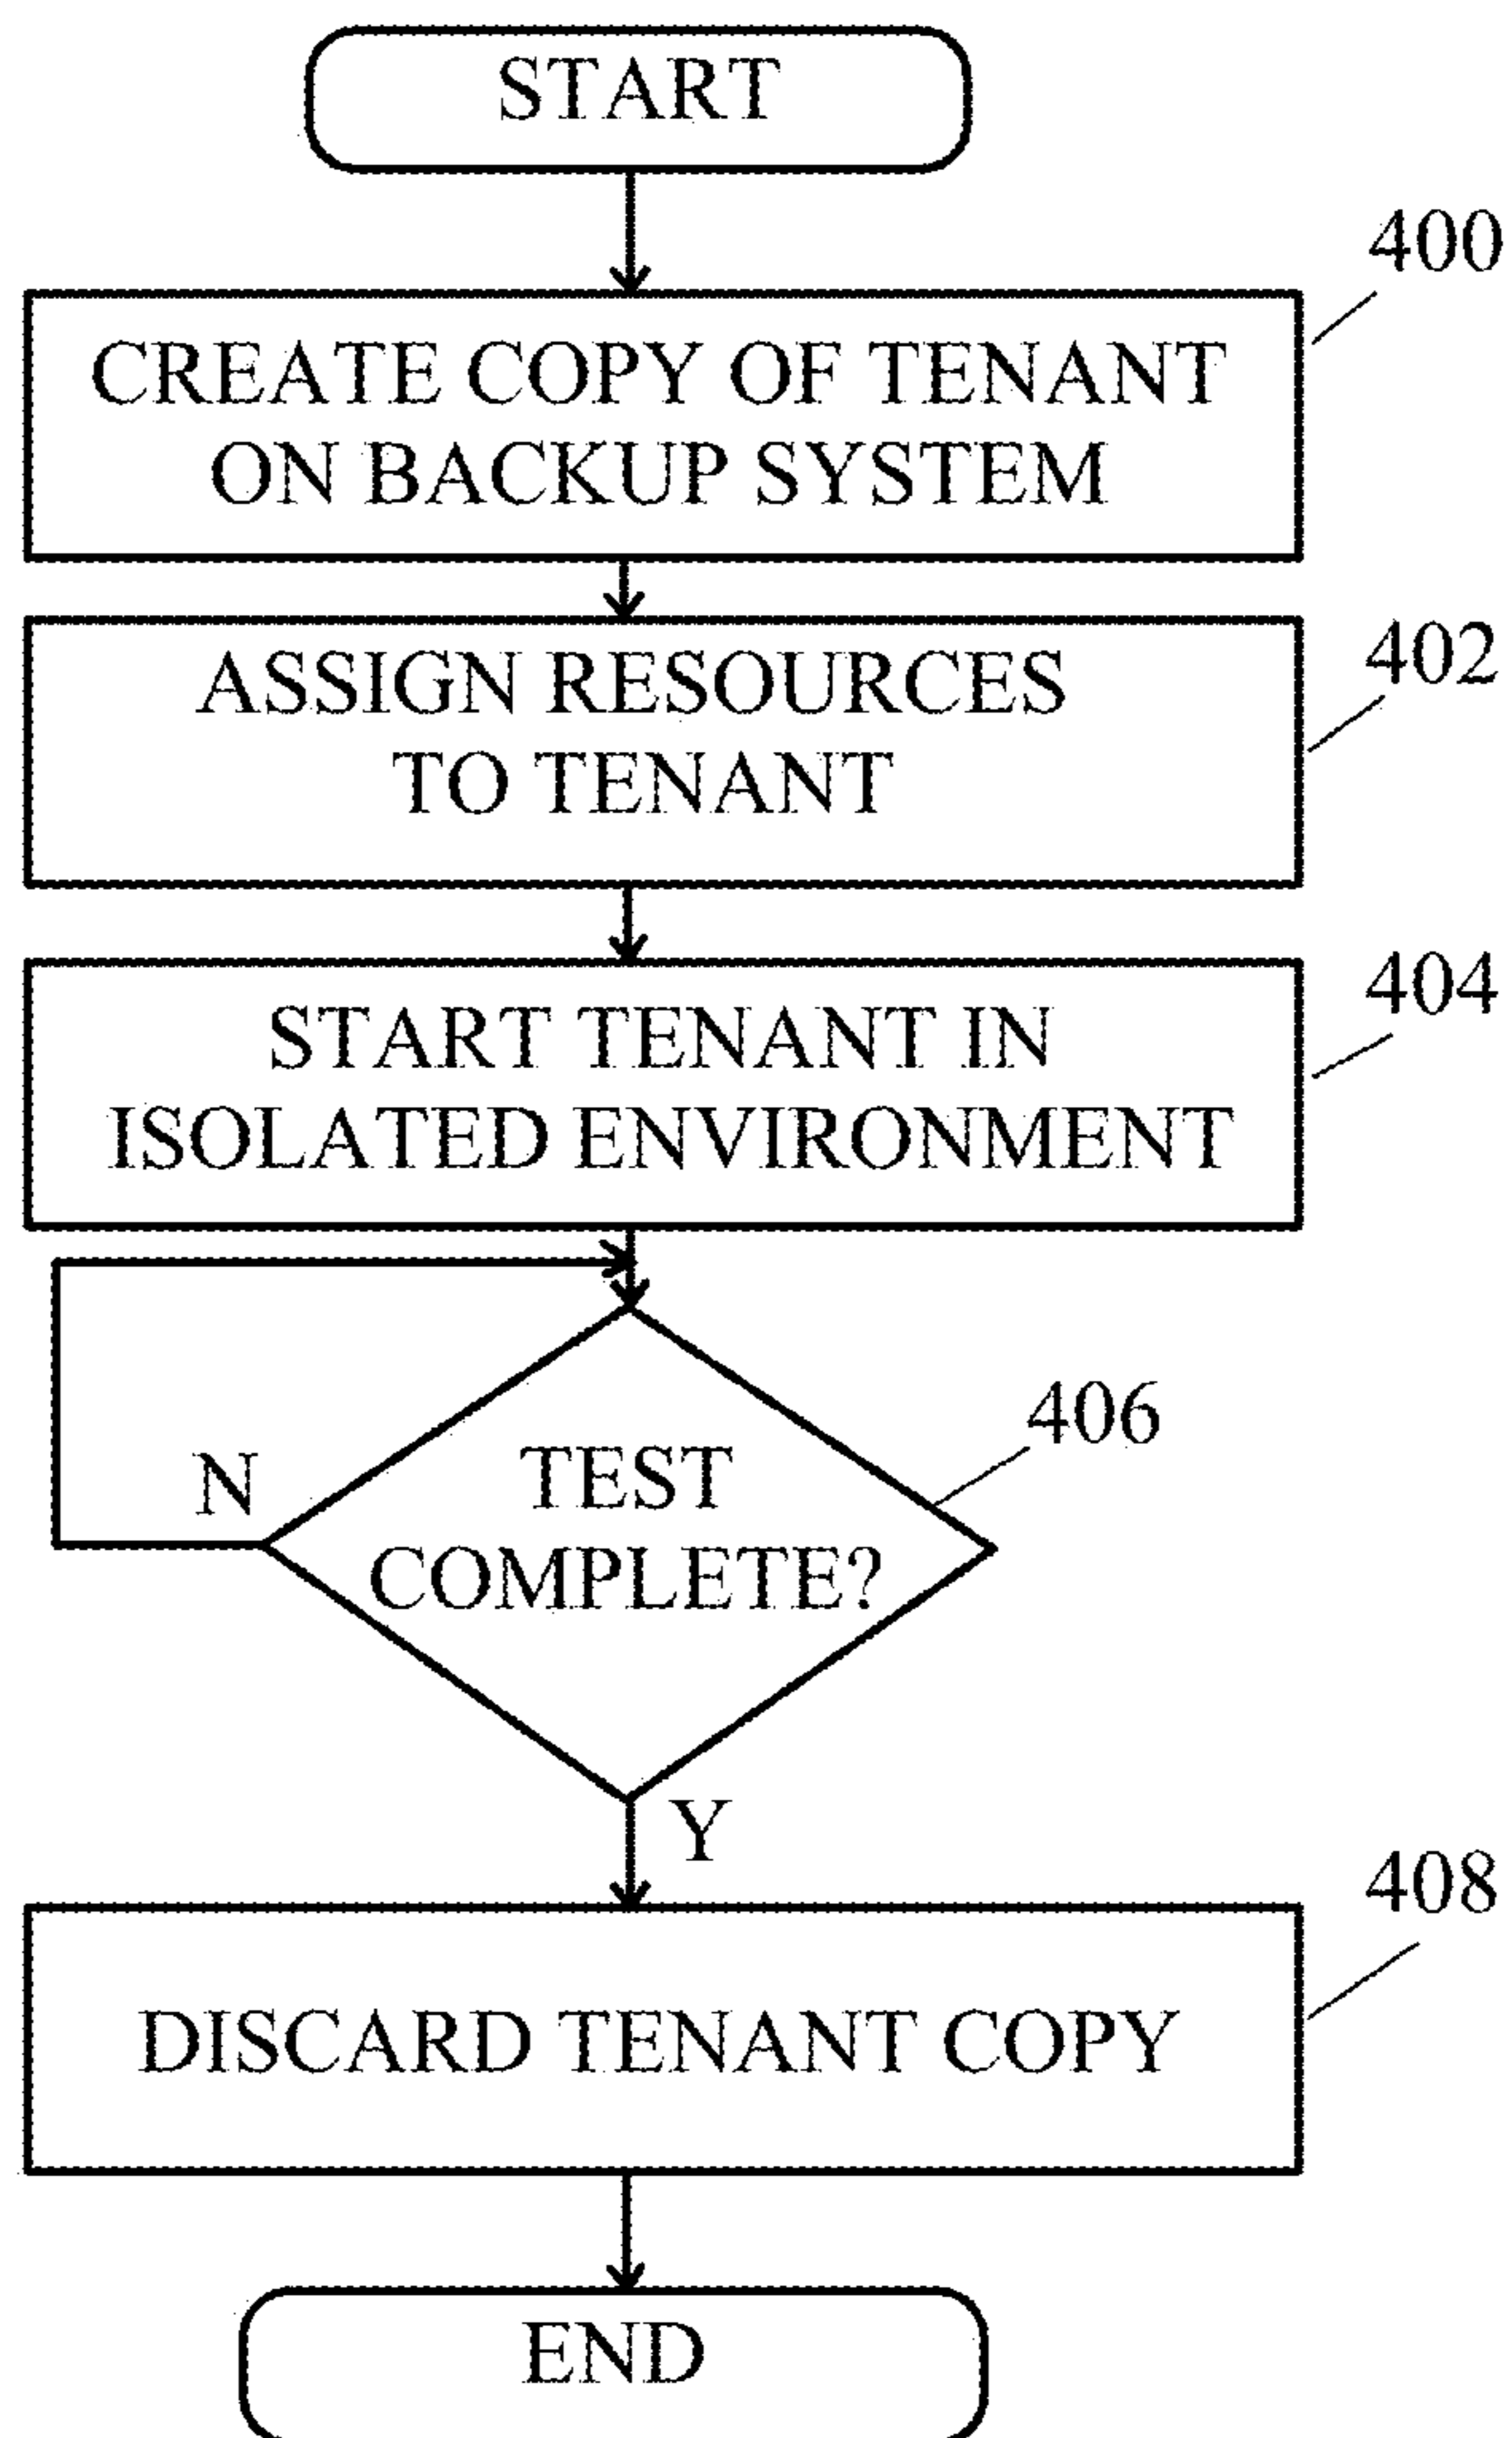 START
400
CREATE COPY OF TENANT
ON BACKUP SYSTEM
402
ASSIGN RESOURCES
TO TENANT
404
START TENANT IN
ISOLATED ENVIRONMENT
406
N
TEST
COMPLETE?
Y
408
DISCARD TENANT COPY
END